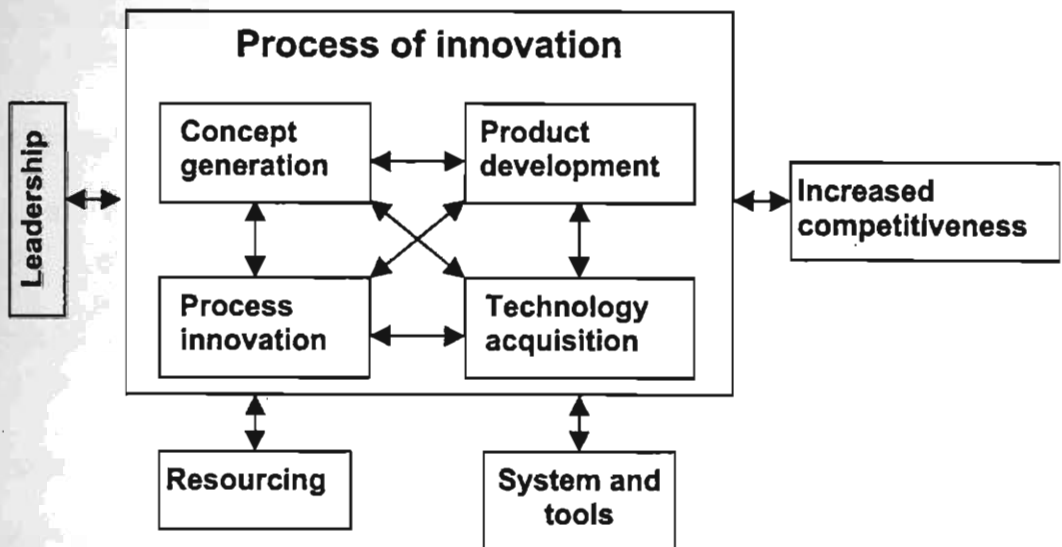 Process of innovation
Leadership
Concept
generation
Product
development
Increased
competitiveness
Process
innovation
Technology
acquisition
Resourcing
System and
tools